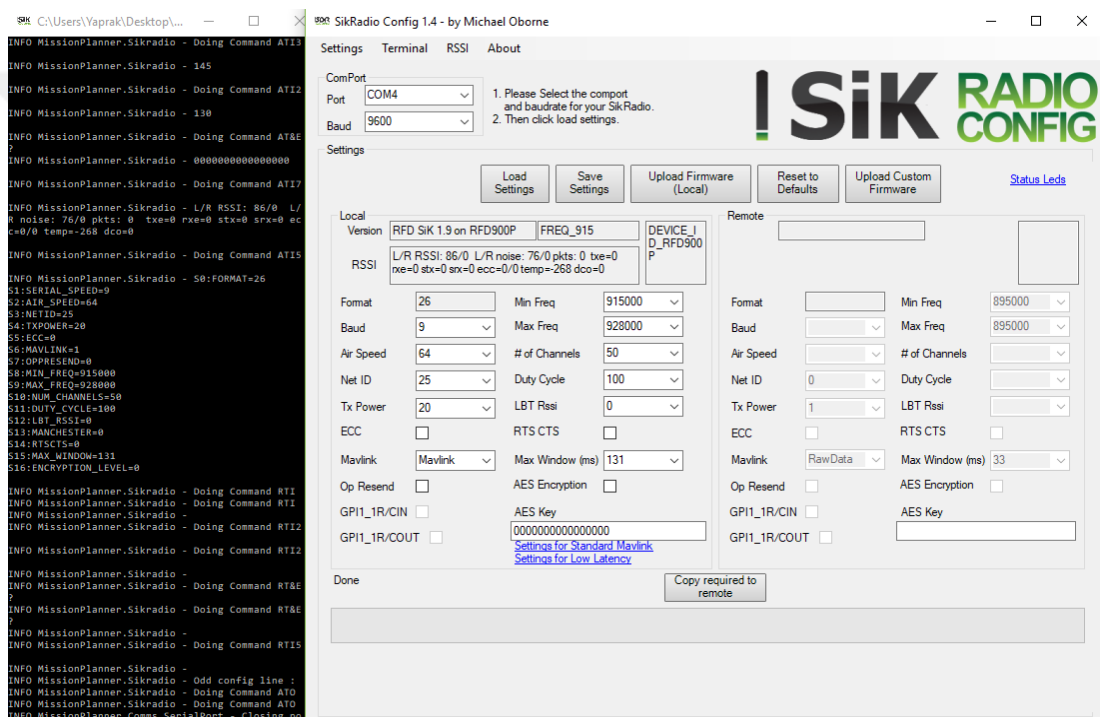 C:\Users\Yaprak\Desktop\...
INFO MissionPlanner.Sikradio - Doing Command ATI3
INFO MissionPlanner.Sikradio - 145
INFO MissionPlanner.Sikradio - Doing Command ATI2
INFO MissionPlanner.Sikradio - 130
INFO MissionPlanner.Sikradio - Doing Command AT&E
?
INFO MissionPlanner.Sikradio - 0000000000000000
INFO MissionPlanner.Sikradio - Doing Command ATI7
INFO MissionPlanner.Sikradio - L/R RSSI: 86/0  L/
R noise: 76/0 pkts: 0  txe=0 rxe=0 stx=0 srx=0 ec
c=0/0 temp=-268 dco=0
INFO MissionPlanner.Sikradio - Doing Command ATI5
INFO MissionPlanner.Sikradio - S0:FORMAT=26
S1:SERIAL_SPEED=9
S2:AIR_SPEED=64
S3:NETID=25
S4:TXPOWER=20
S5:ECC=0
S6:MAVLINK=1
S7:OPPRESEND=0
S8:MIN_FREQ=915000
S9:MAX_FREQ=928000
S10:NUM_CHANNELS=50
S11:DUTY_CYCLE=100
S12:LBT_RSSI=0
S13:MANCHESTER=0
S14:RTSCTS=0
S15:MAX_WINDOW=131
S16:ENCRYPTION_LEVEL=0
INFO MissionPlanner.Sikradio - Doing Command RTI
INFO MissionPlanner.Sikradio - Doing Command RTI
INFO MissionPlanner.Sikradio -
INFO MissionPlanner.Sikradio - Doing Command RTI2
INFO MissionPlanner.Sikradio - Doing Command RTI2
INFO MissionPlanner.Sikradio -
INFO MissionPlanner.Sikradio - Doing Command RT&E
?
INFO MissionPlanner.Sikradio - Doing Command RT&E
?
INFO MissionPlanner.Sikradio -
INFO MissionPlanner.Sikradio - Doing Command RTI5
INFO MissionPlanner.Sikradio -
INFO MissionPlanner.Sikradio - Odd config line :
INFO MissionPlanner.Sikradio - Doing Command ATO
INFO MissionPlanner.Sikradio - Doing Command ATO
INFO MissionPlanner.Comms.SerialPort - Closing po
SikRadio Config 1.4 - by Michael Oborne
Settings Terminal RSSI About
ComPort
Port COM4
Baud 9600
1. Please Select the comport
and baudrate for your SikRadio.
2. Then click load settings.
SiK RADIO CONFIG
Settings
Load Settings
Save Settings
Upload Firmware (Local)
Reset to Defaults
Upload Custom Firmware
Status Leds
Local
Version RFD SiK 1.9 on RFD900P FREQ_915
DEVICE_I
D_RFD900
P
RSSI
L/R RSSI: 86/0 L/R noise: 76/0 pkts: 0 txe=0
rxe=0 stx=0 srx=0 ecc=0/0 temp=-268 dco=0
Format 26 Min Freq 915000
Baud 9 Max Freq 928000
Air Speed 64 # of Channels 50
Net ID 25 Duty Cycle 100
Tx Power 20 LBT Rssi 0
ECC RTS CTS
Mavlink Mavlink Max Window (ms) 131
Op Resend AES Encryption
GPI1_1R/CIN AES Key
GPI1_1R/COUT 0000000000000000
Settings for Standard Mavlink
Settings for Low Latency
Remote
Format Min Freq 895000
Baud Max Freq 895000
Air Speed # of Channels
Net ID 0 Duty Cycle
Tx Power 1 LBT Rssi
ECC RTS CTS
Mavlink RawData Max Window (ms) 33
Op Resend AES Encryption
GPI1_1R/CIN AES Key
GPI1_1R/COUT
Done
Copy required to
remote